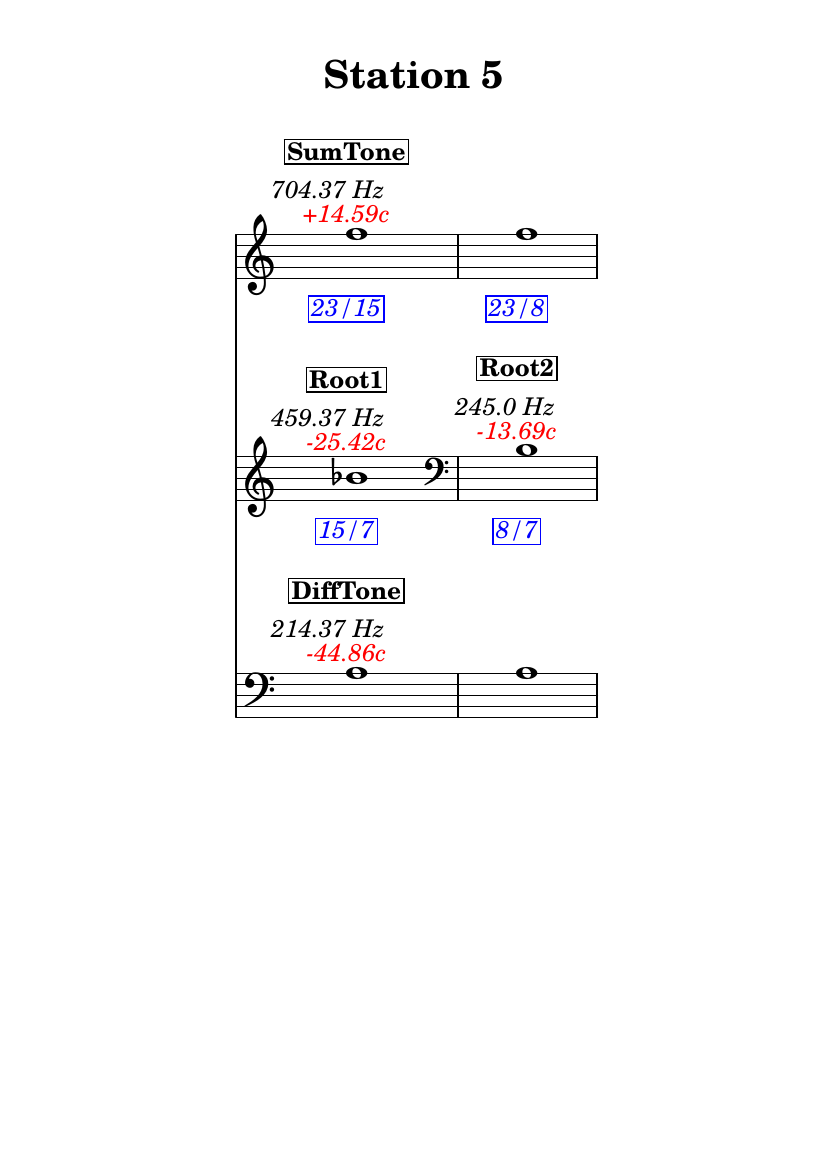 Station 5
SumTone
704.37 Hz
+14.59c
23/15
23/8
Root1
Root2
459.37 Hz
245.0 Hz
-25.42c
-13.69c
15/7
8/7
DiffTone
214.37 Hz
-44.86c